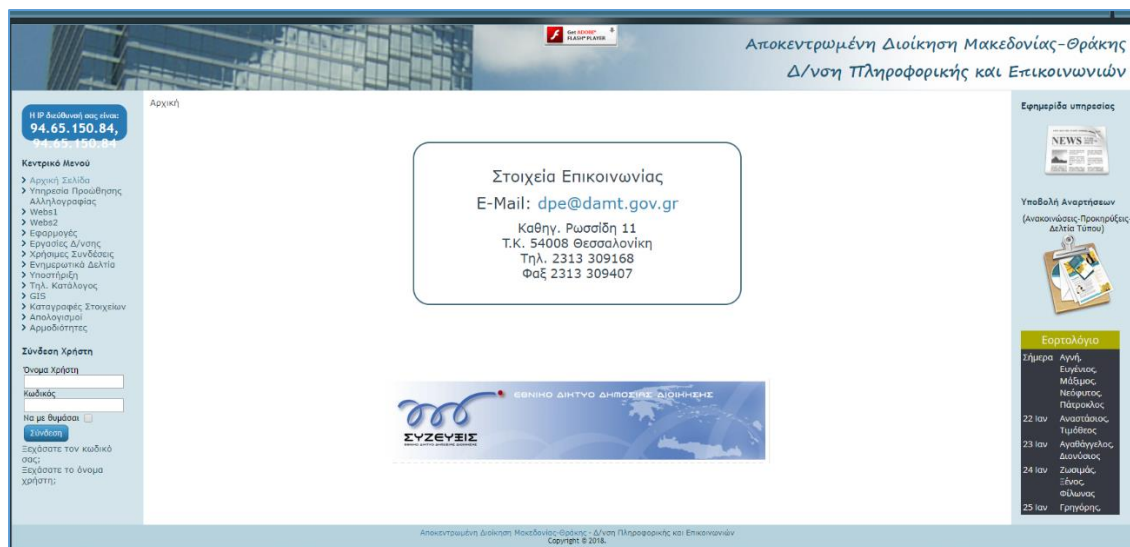 Get ADOBE®
FLASH® PLAYER
Αποκεντρωμένη Διοίκηση Μακεδονίας-Θράκης
Δ/νση Πληροφορικής και Επικοινωνιών
Η IP διεύθυνσή σας είναι:
94.65.150.84,
94.65.150.84
Κεντρικό Μενού
Αρχική Σελίδα
Υπηρεσία Προώθησης
Αλληλογραφίας
Webs1
Webs2
Εφαρμογές
Εργασίες Δ/νσης
Χρήσιμες Συνδέσεις
Ενημερωτικά Δελτία
Υποστήριξη
Τηλ. Κατάλογος
GIS
Καταγραφές Στοιχείων
Απολογισμοί
Αρμοδιότητες
Σύνδεση Χρήστη
Όνομα Χρήστη
Κωδικός
Να με θυμάσαι
Σύνδεση
Ξεχάσατε τον κωδικό
σας;
Ξεχάσατε το όνομα
χρήστη;
Αρχική
Στοιχεία Επικοινωνίας
E-Mail: dpe@damt.gov.gr
Καθηγ. Ρωσσίδη 11
Τ.Κ. 54008 Θεσσαλονίκη
Τηλ. 2313 309168
Φαξ 2313 309407
ΣΥΖΕΥΞΙΣ
ΕΘΝΙΚΟ ΔΙΚΤΥΟ ΔΗΜΟΣΙΑΣ ΔΙΟΙΚΗΣΗΣ
ΕΘΝΙΚΟ ΔΙΚΤΥΟ ΔΗΜΟΣΙΑΣ ΔΙΟΙΚΗΣΗΣ
Εφημερίδα υπηρεσίας
NEWS
Υποβολή Αναρτήσεων
(Ανακοινώσεις-Προκηρύξεις-
Δελτία Τύπου)
Εορτολόγιο
Σήμερα Αγνή,
Ευγένιος,
Μάξιμος,
Νεόφυτος,
Πάτροκλος
22 Ιαν Αναστάσιος,
Τιμόθεος
23 Ιαν Αγαθάγγελος,
Διονύσιος
24 Ιαν Ζωσιμάς,
Ξένος,
Φίλωνας
25 Ιαν Γρηγόρης,
Αποκεντρωμένη Διοίκηση Μακεδονίας-Θράκης - Δ/νση Πληροφορικής και Επικοινωνιών
Copyright © 2018.